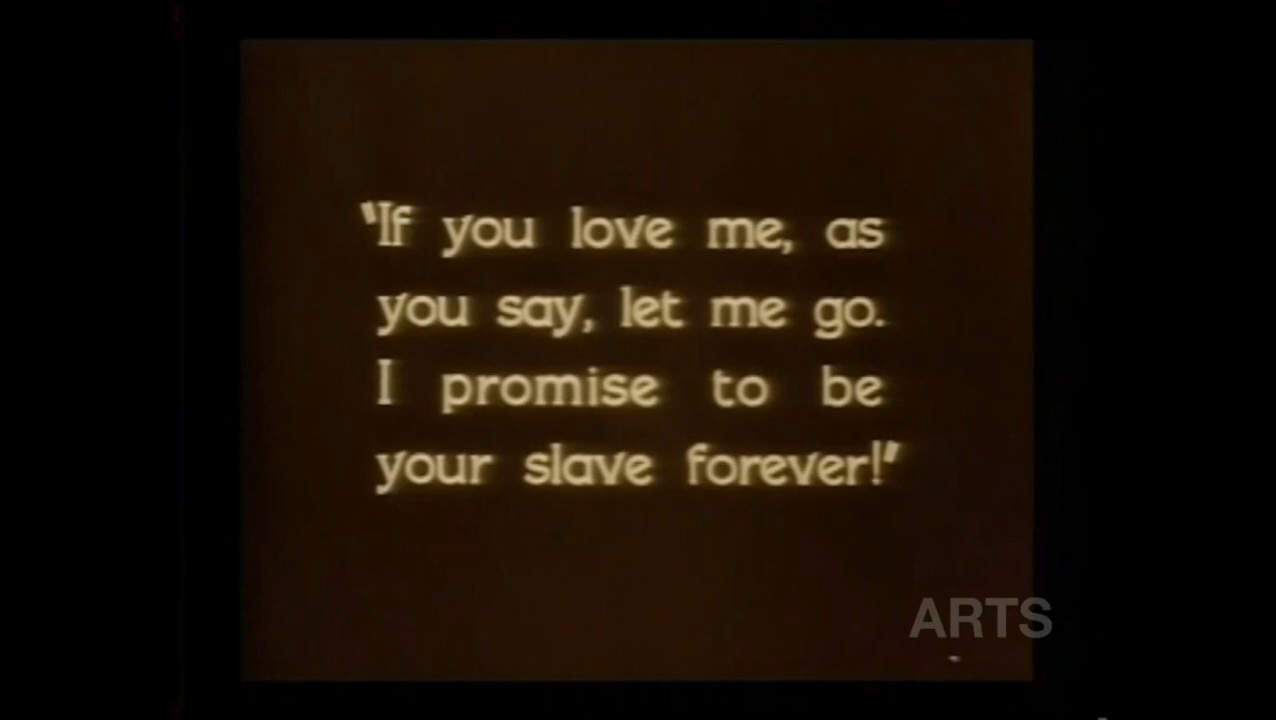 "If you love me, as
you say, let me go.
I promise to be
your slave forever!"
ARTS